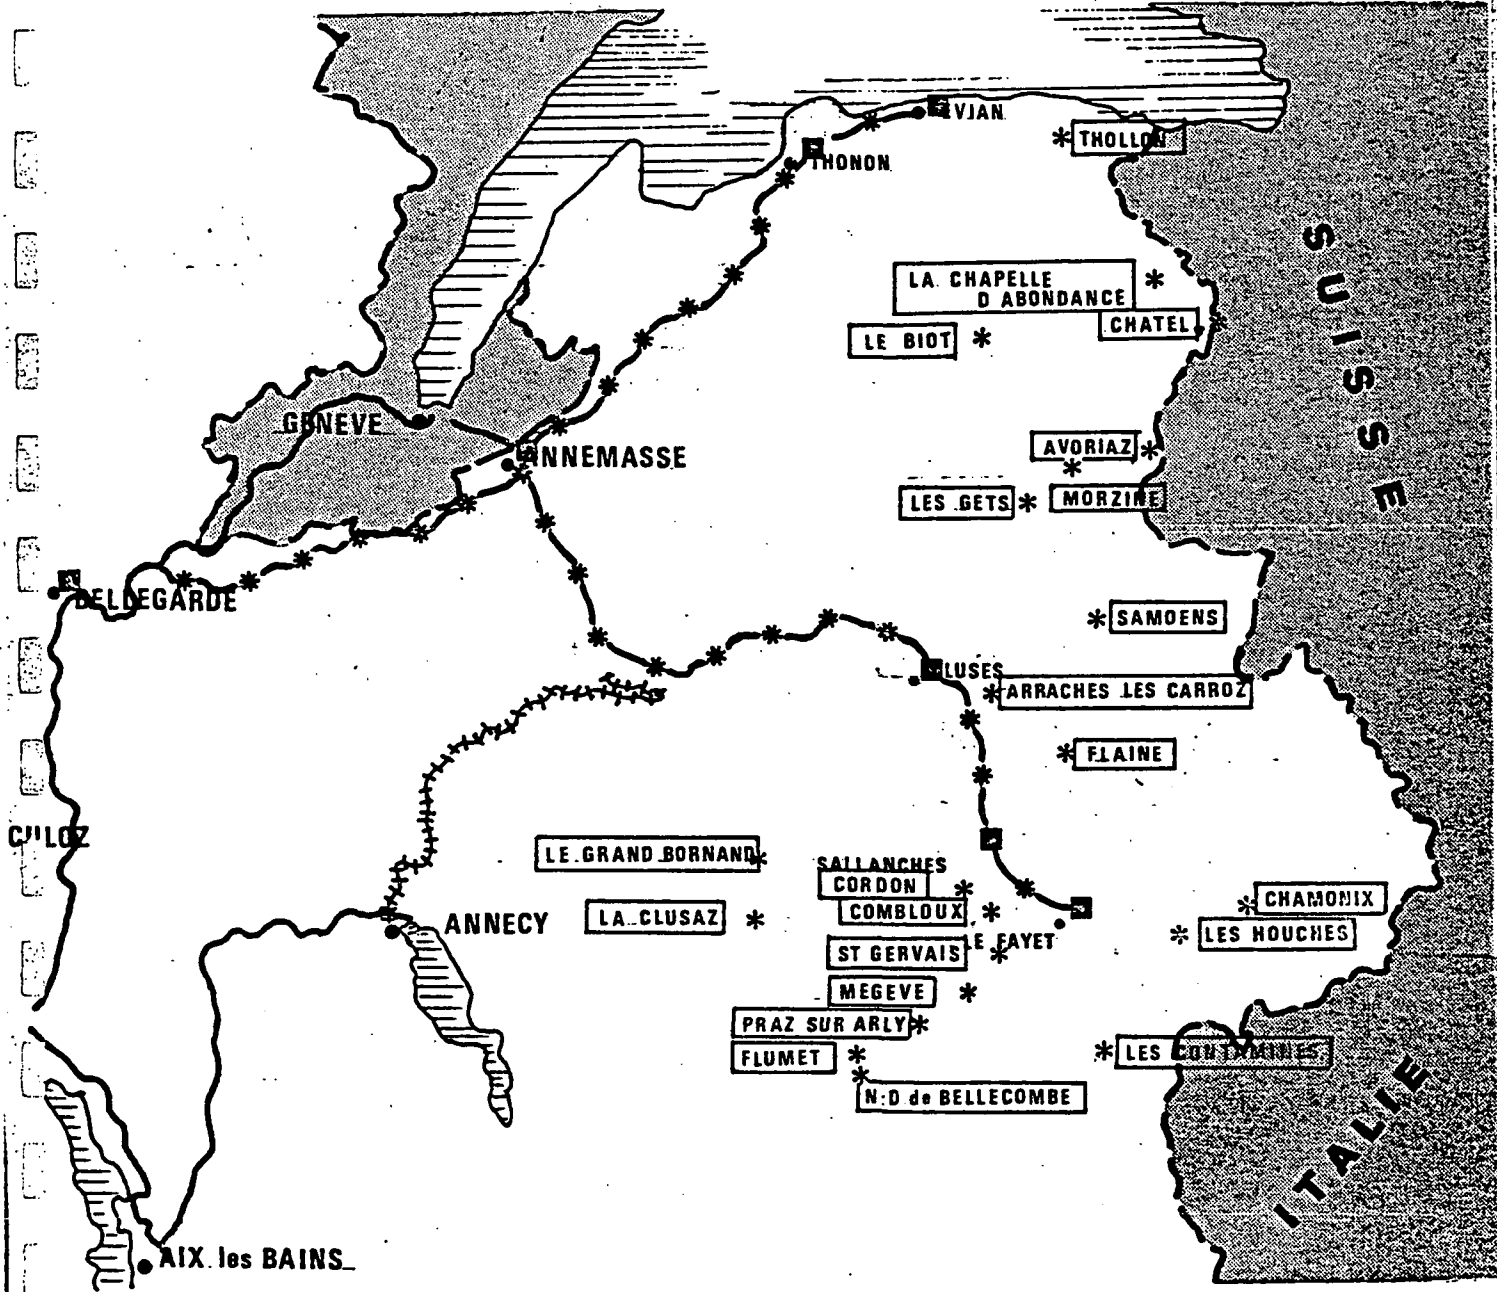 EVIAN
THOLLON
THONON
SUISSE
LA CHAPELLE
D ABONDANCE
CHATEL
LE BIOT
GENEVE
ANNEMASSE
AVORIAZ
LES GETS
MORZINE
BELLEGARDE
SAMOENS
CLUSES
ARRACHES LES CARROZ
FLAINE
CULOZ
LE GRAND BORNAND
SALLANCHES
CORDON
CHAMONIX
LA CLUSAZ
COMBLOUX
ANNECY
LES HOUCHES
LE FAYET
ST GERVAIS
MEGEVE
PRAZ SUR ARLY
FLUMET
LES CONTAMINES
N.D de BELLECOMBE
ITALIE
AIX les BAINS